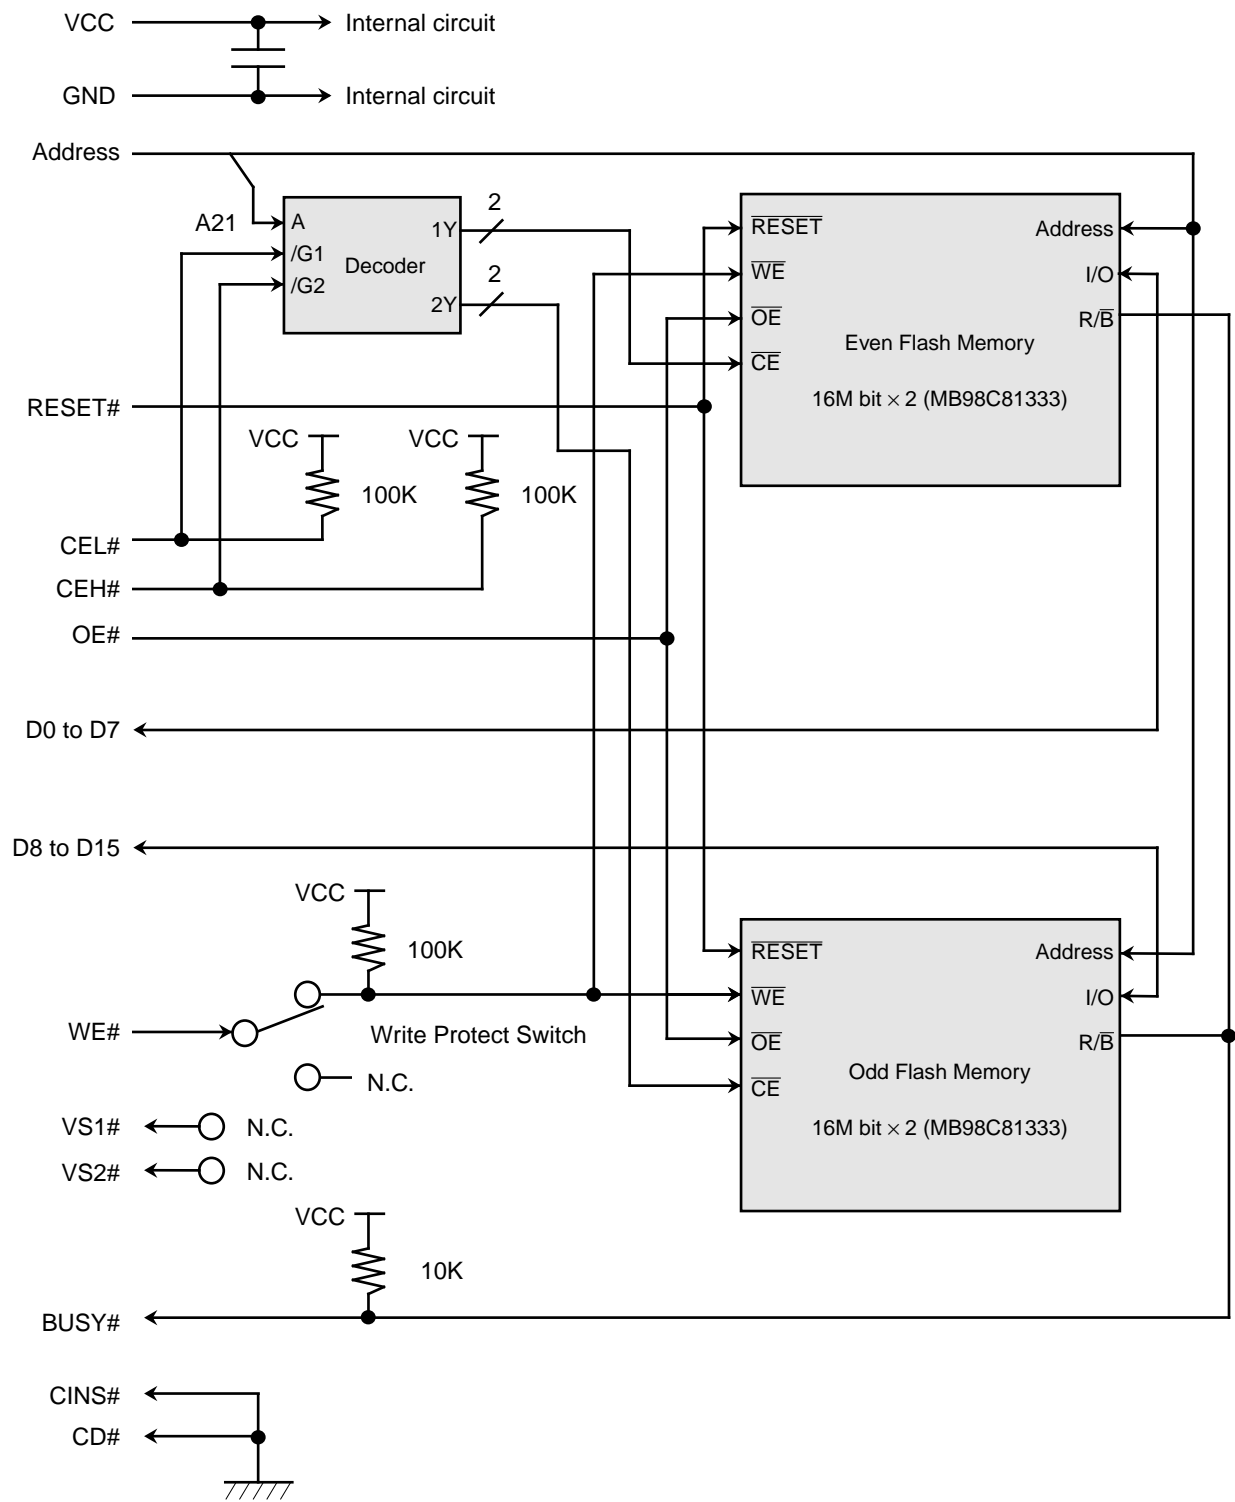 VCC Internal circuit
GND Internal circuit
Address
2
A21 A 1Y RESET Address
/G1 Decoder
/G2 2 WE I/O
2Y OE R/B
Even Flash Memory
CE
16M bit × 2 (MB98C81333)
RESET#
VCC VCC
100K 100K
CEL#
CEH#
OE#
D0 to D7
D8 to D15
VCC
100K RESET Address
WE I/O
WE# Write Protect Switch OE R/B
Odd Flash Memory
N.C. CE
VS1# N.C. 16M bit × 2 (MB98C81333)
VS2# N.C.
VCC
10K
BUSY#
CINS#
CD#